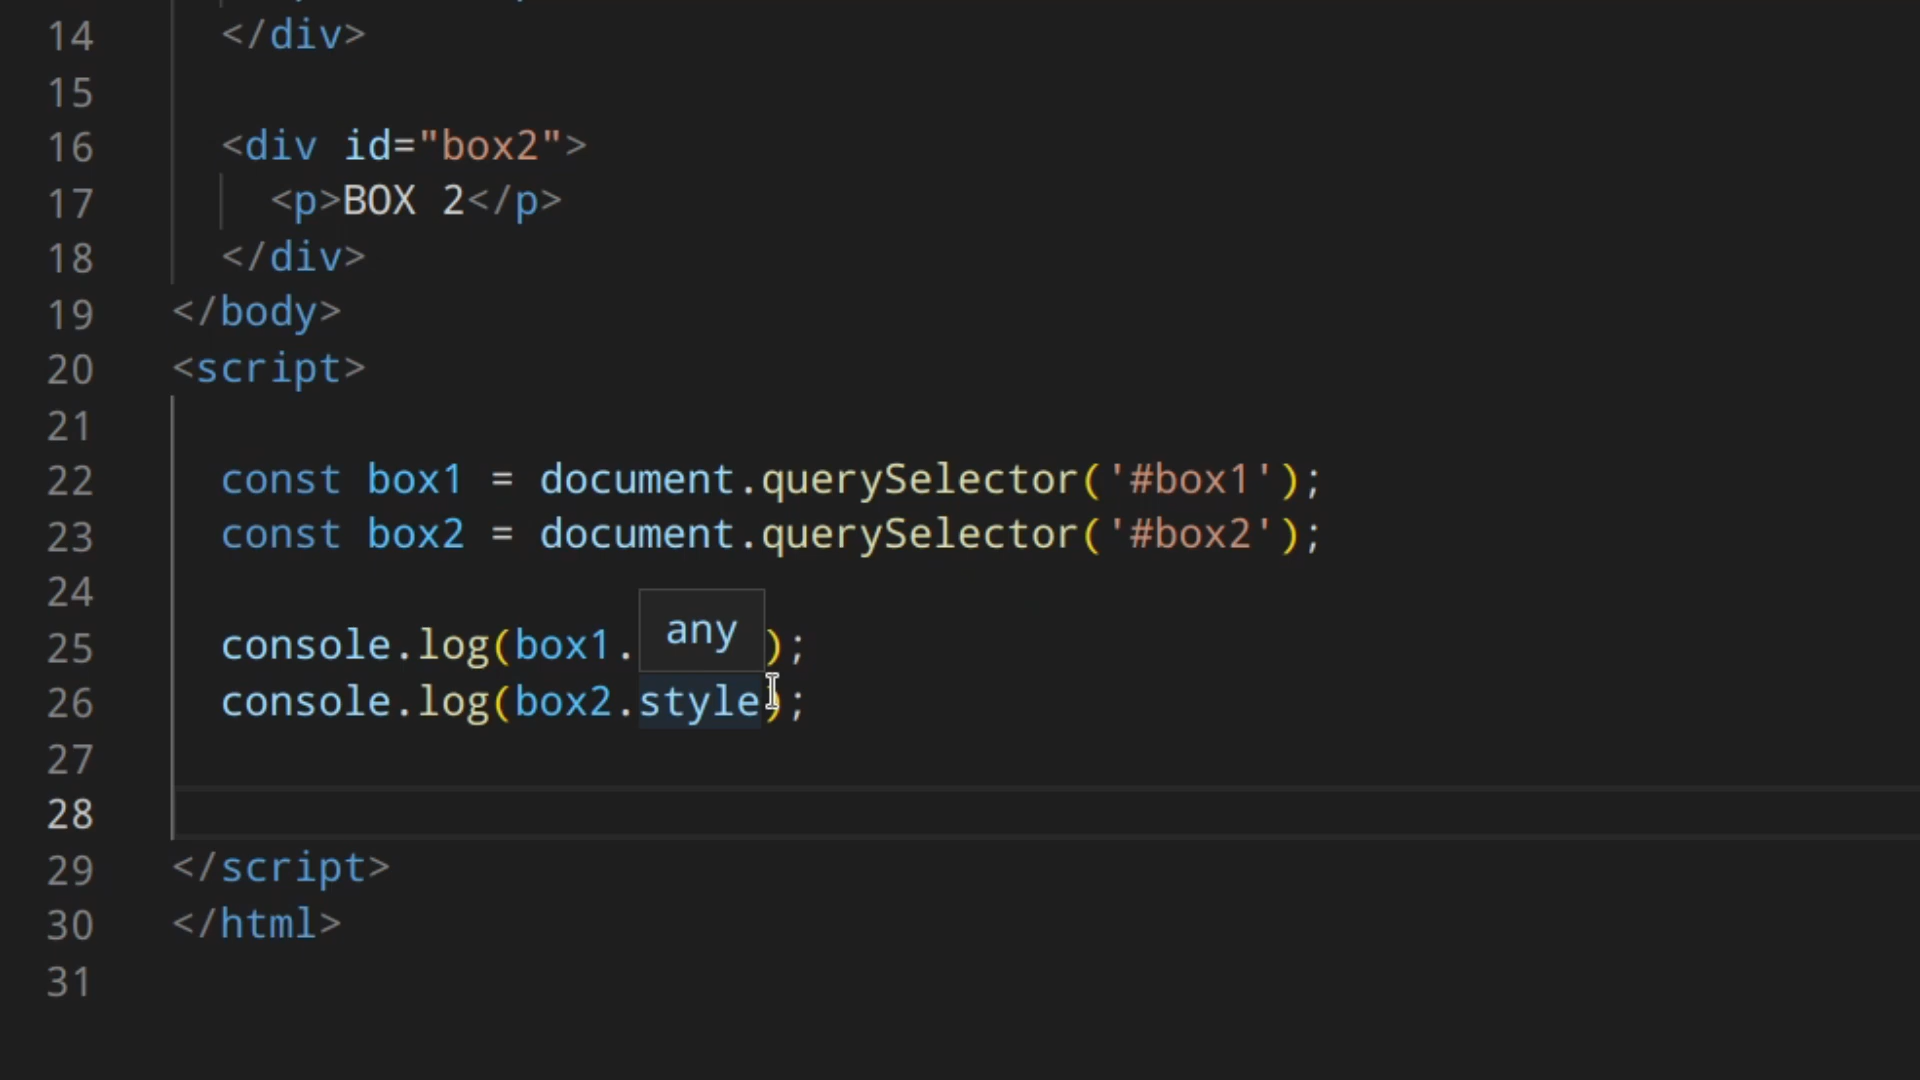 14 </div>
15
16 <div id="box2">
17 <p>BOX 2</p>
18 </div>
19 </body>
20 <script>
21
22 const box1 = document.querySelector('#box1');
23 const box2 = document.querySelector('#box2');
24
any
25 console.log(box1. );
26 console.log(box2.style);
27
28
29 </script>
30 </html>
31